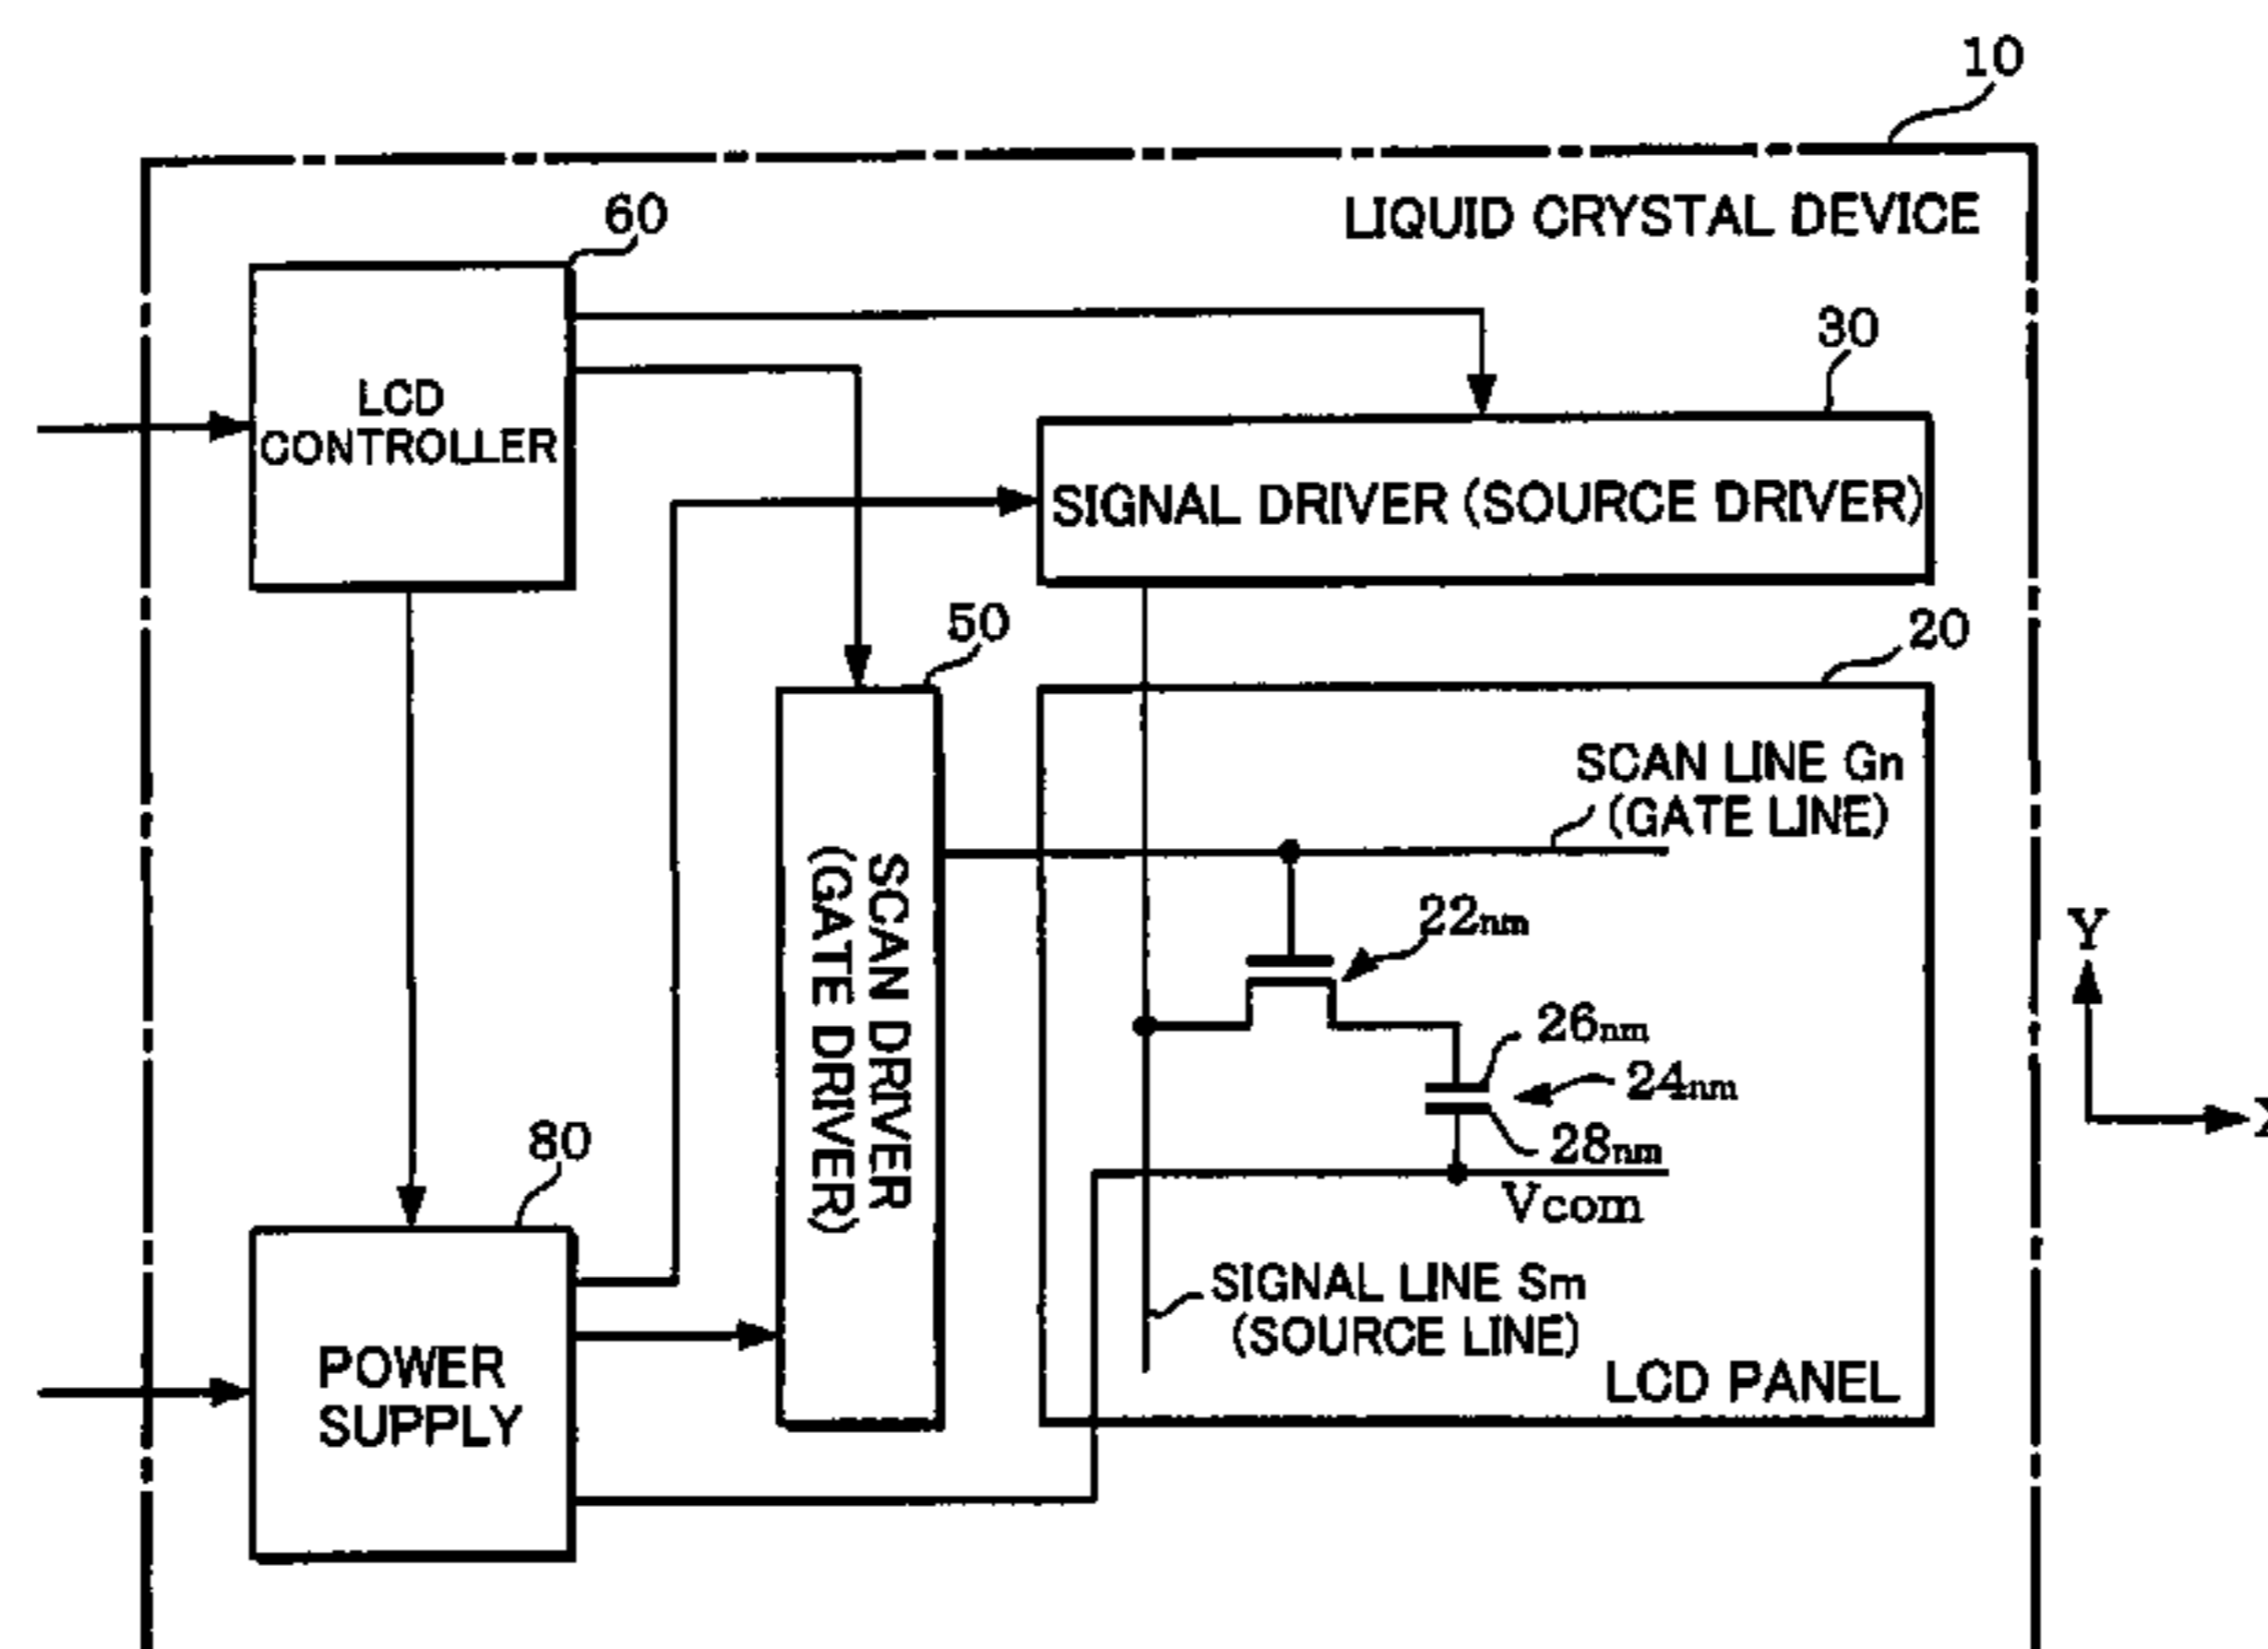 10
LIQUID CRYSTAL DEVICE
60
LCD
CONTROLLER
30
SIGNAL DRIVER (SOURCE DRIVER)
50
20
SCAN LINE Gn
(GATE LINE)
SCAN DRIVER
(GATE DRIVER)
22nm
26nm
24nm
28nm
Vcom
Y
X
80
SIGNAL LINE Sm
(SOURCE LINE)
POWER
SUPPLY
LCD PANEL